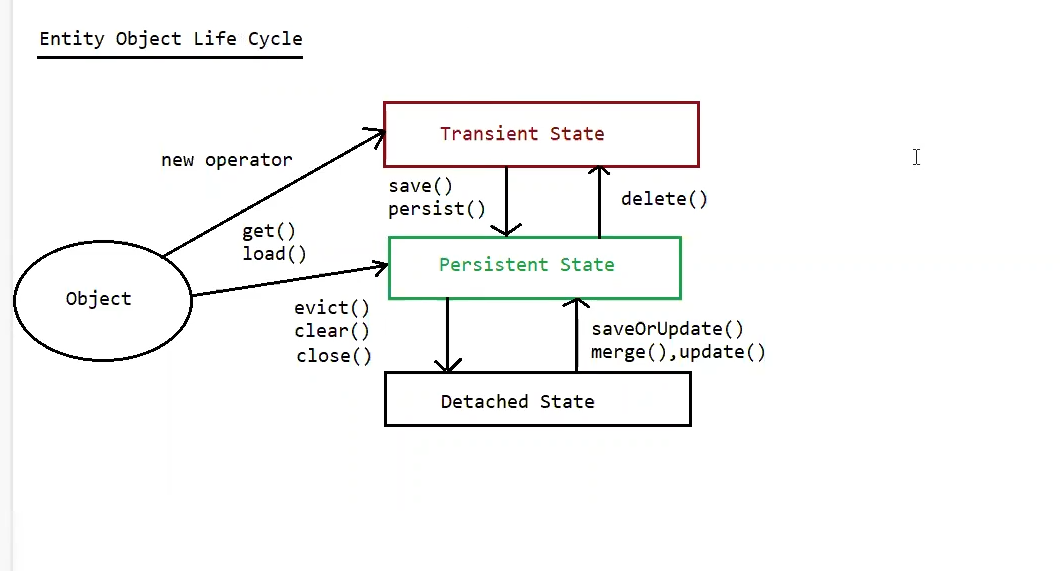 Entity Object Life Cycle
Transient State
new operator
save()
persist()
delete()
get()
load()
Persistent State
Object
evict()
clear()
close()
saveOrUpdate()
merge(),update()
Detached State